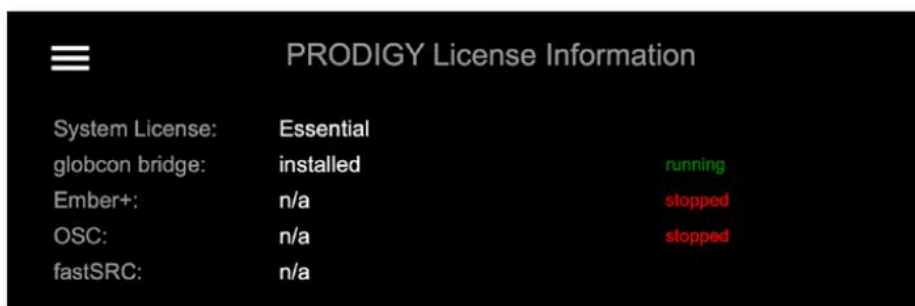 PRODIGY License Information
System License: Essential
globcon bridge: installed running
Ember+: n/a stopped
OSC: n/a stopped
fastSRC: n/a